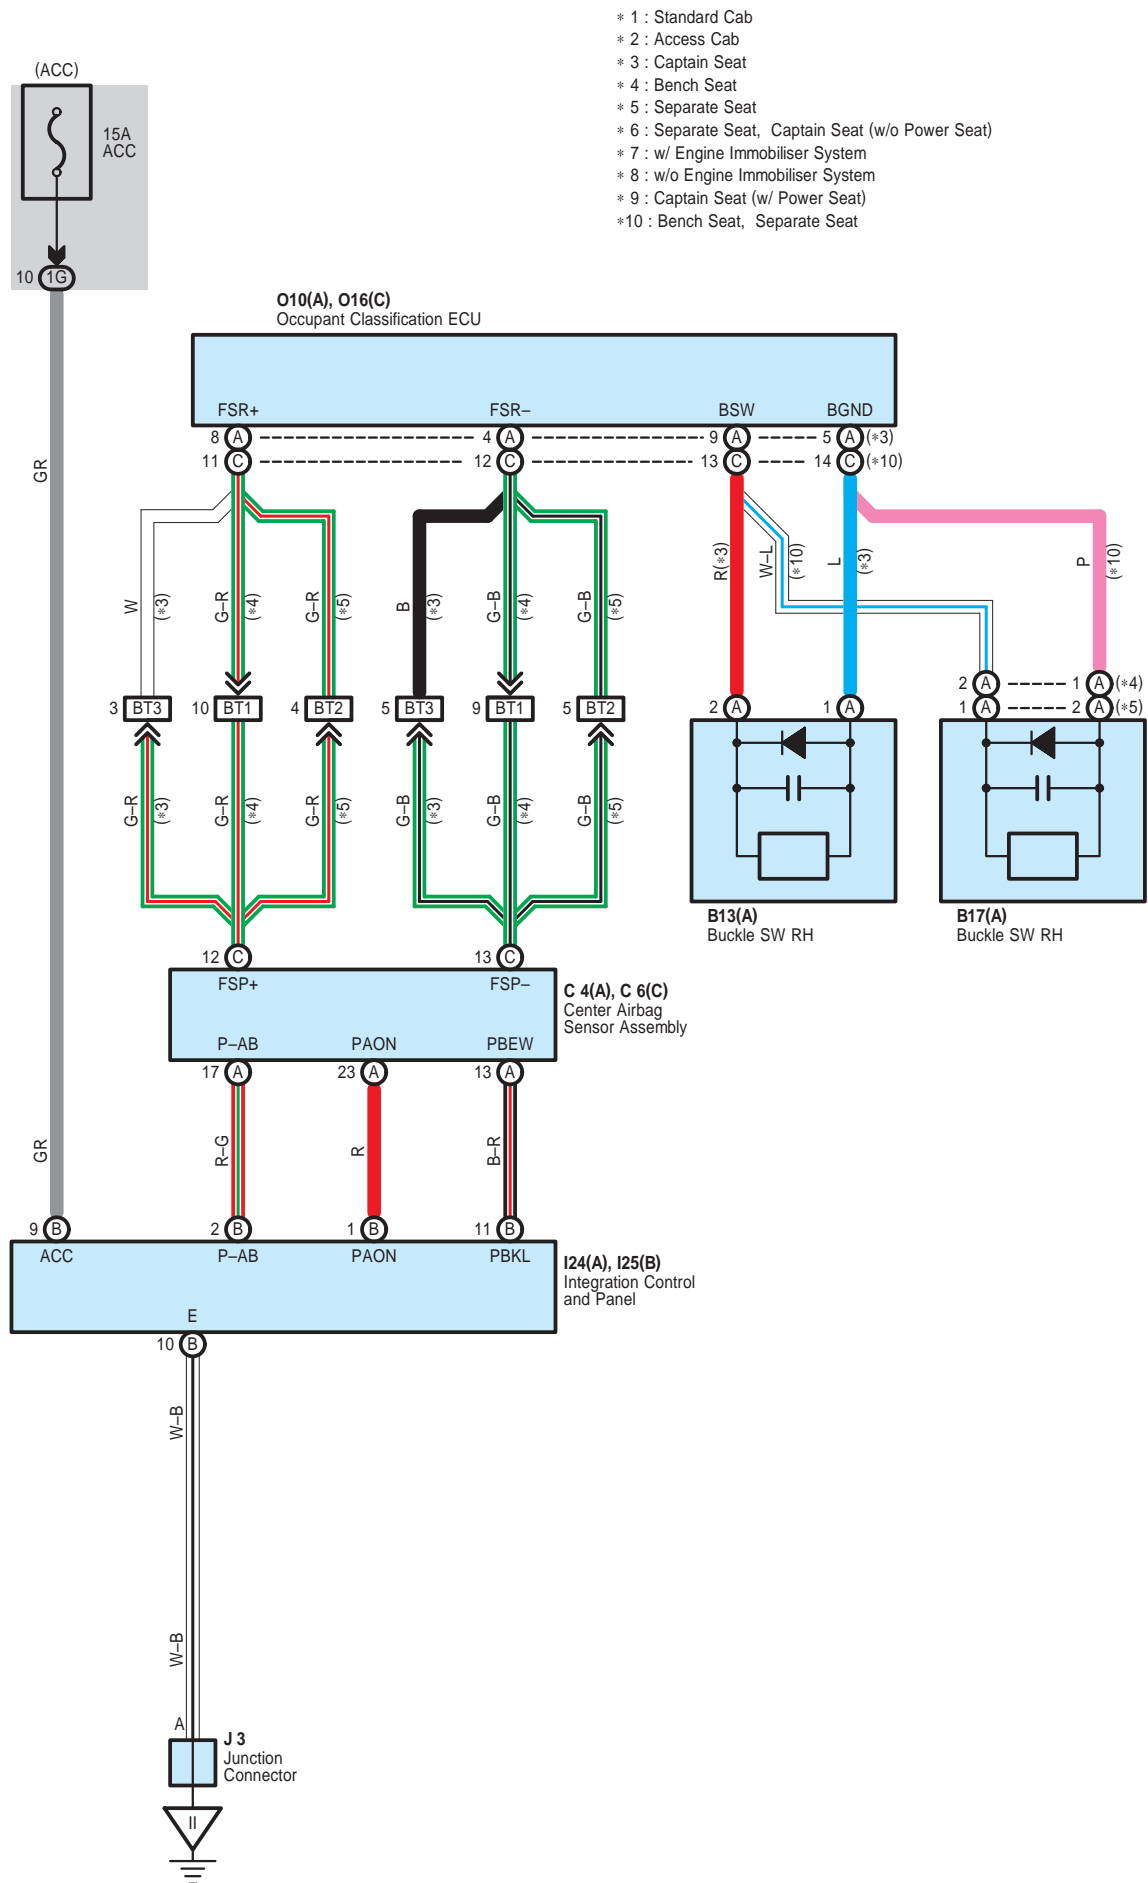 * 1 : Standard Cab
* 2 : Access Cab
* 3 : Captain Seat
* 4 : Bench Seat
* 5 : Separate Seat
* 6 : Separate Seat, Captain Seat (w/o Power Seat)
* 7 : w/ Engine Immobiliser System
* 8 : w/o Engine Immobiliser System
* 9 : Captain Seat (w/ Power Seat)
*10 : Bench Seat, Separate Seat
(ACC)
15A
ACC
10 1G
O10(A), O16(C)
Occupant Classification ECU
FSR+ FSR– BSW BGND
8 A 4 A 9 A 5 A (*3)
11 C 12 C 13 C 14 C (*10)
GR
W (*3) G–R (*4) G–R (*5) B (*3) G–B (*4) G–B (*5) R(*3) W–L (*10) L (*3) P (*10)
2 A 1 A (*4)
3 BT3 10 BT1 4 BT2 5 BT3 9 BT1 5 BT2 2 A 1 A 1 A 2 A (*5)
G–R (*3) G–R (*4) G–R (*5) G–B (*3) G–B (*4) G–B (*5)
B13(A)
Buckle SW RH
B17(A)
Buckle SW RH
12 C 13 C
FSP+ FSP–
C 4(A), C 6(C)
Center Airbag
Sensor Assembly
P–AB PAON PBEW
17 A 23 A 13 A
GR R–G R B–R
9 B 2 B 1 B 11 B
ACC P–AB PAON PBKL
I24(A), I25(B)
Integration Control
and Panel
E
10 B
W–B
W–B
A
J 3
Junction
Connector
II